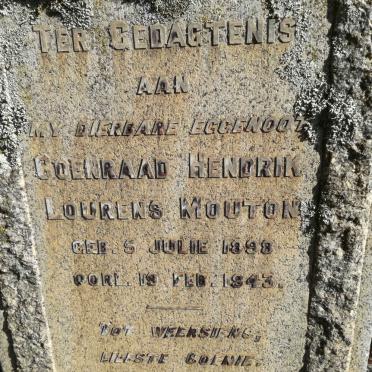 TER GEDAGTENIS
AAN
MY DIERBARE EGGENOOT
COENRAAD HENDRIK
LOURENS MOUTON
GEB. 5 JULIE 1898
OORL. 19 FEB. 1943.
TOT WEERSIENS,
LIEFSTE COENIE.